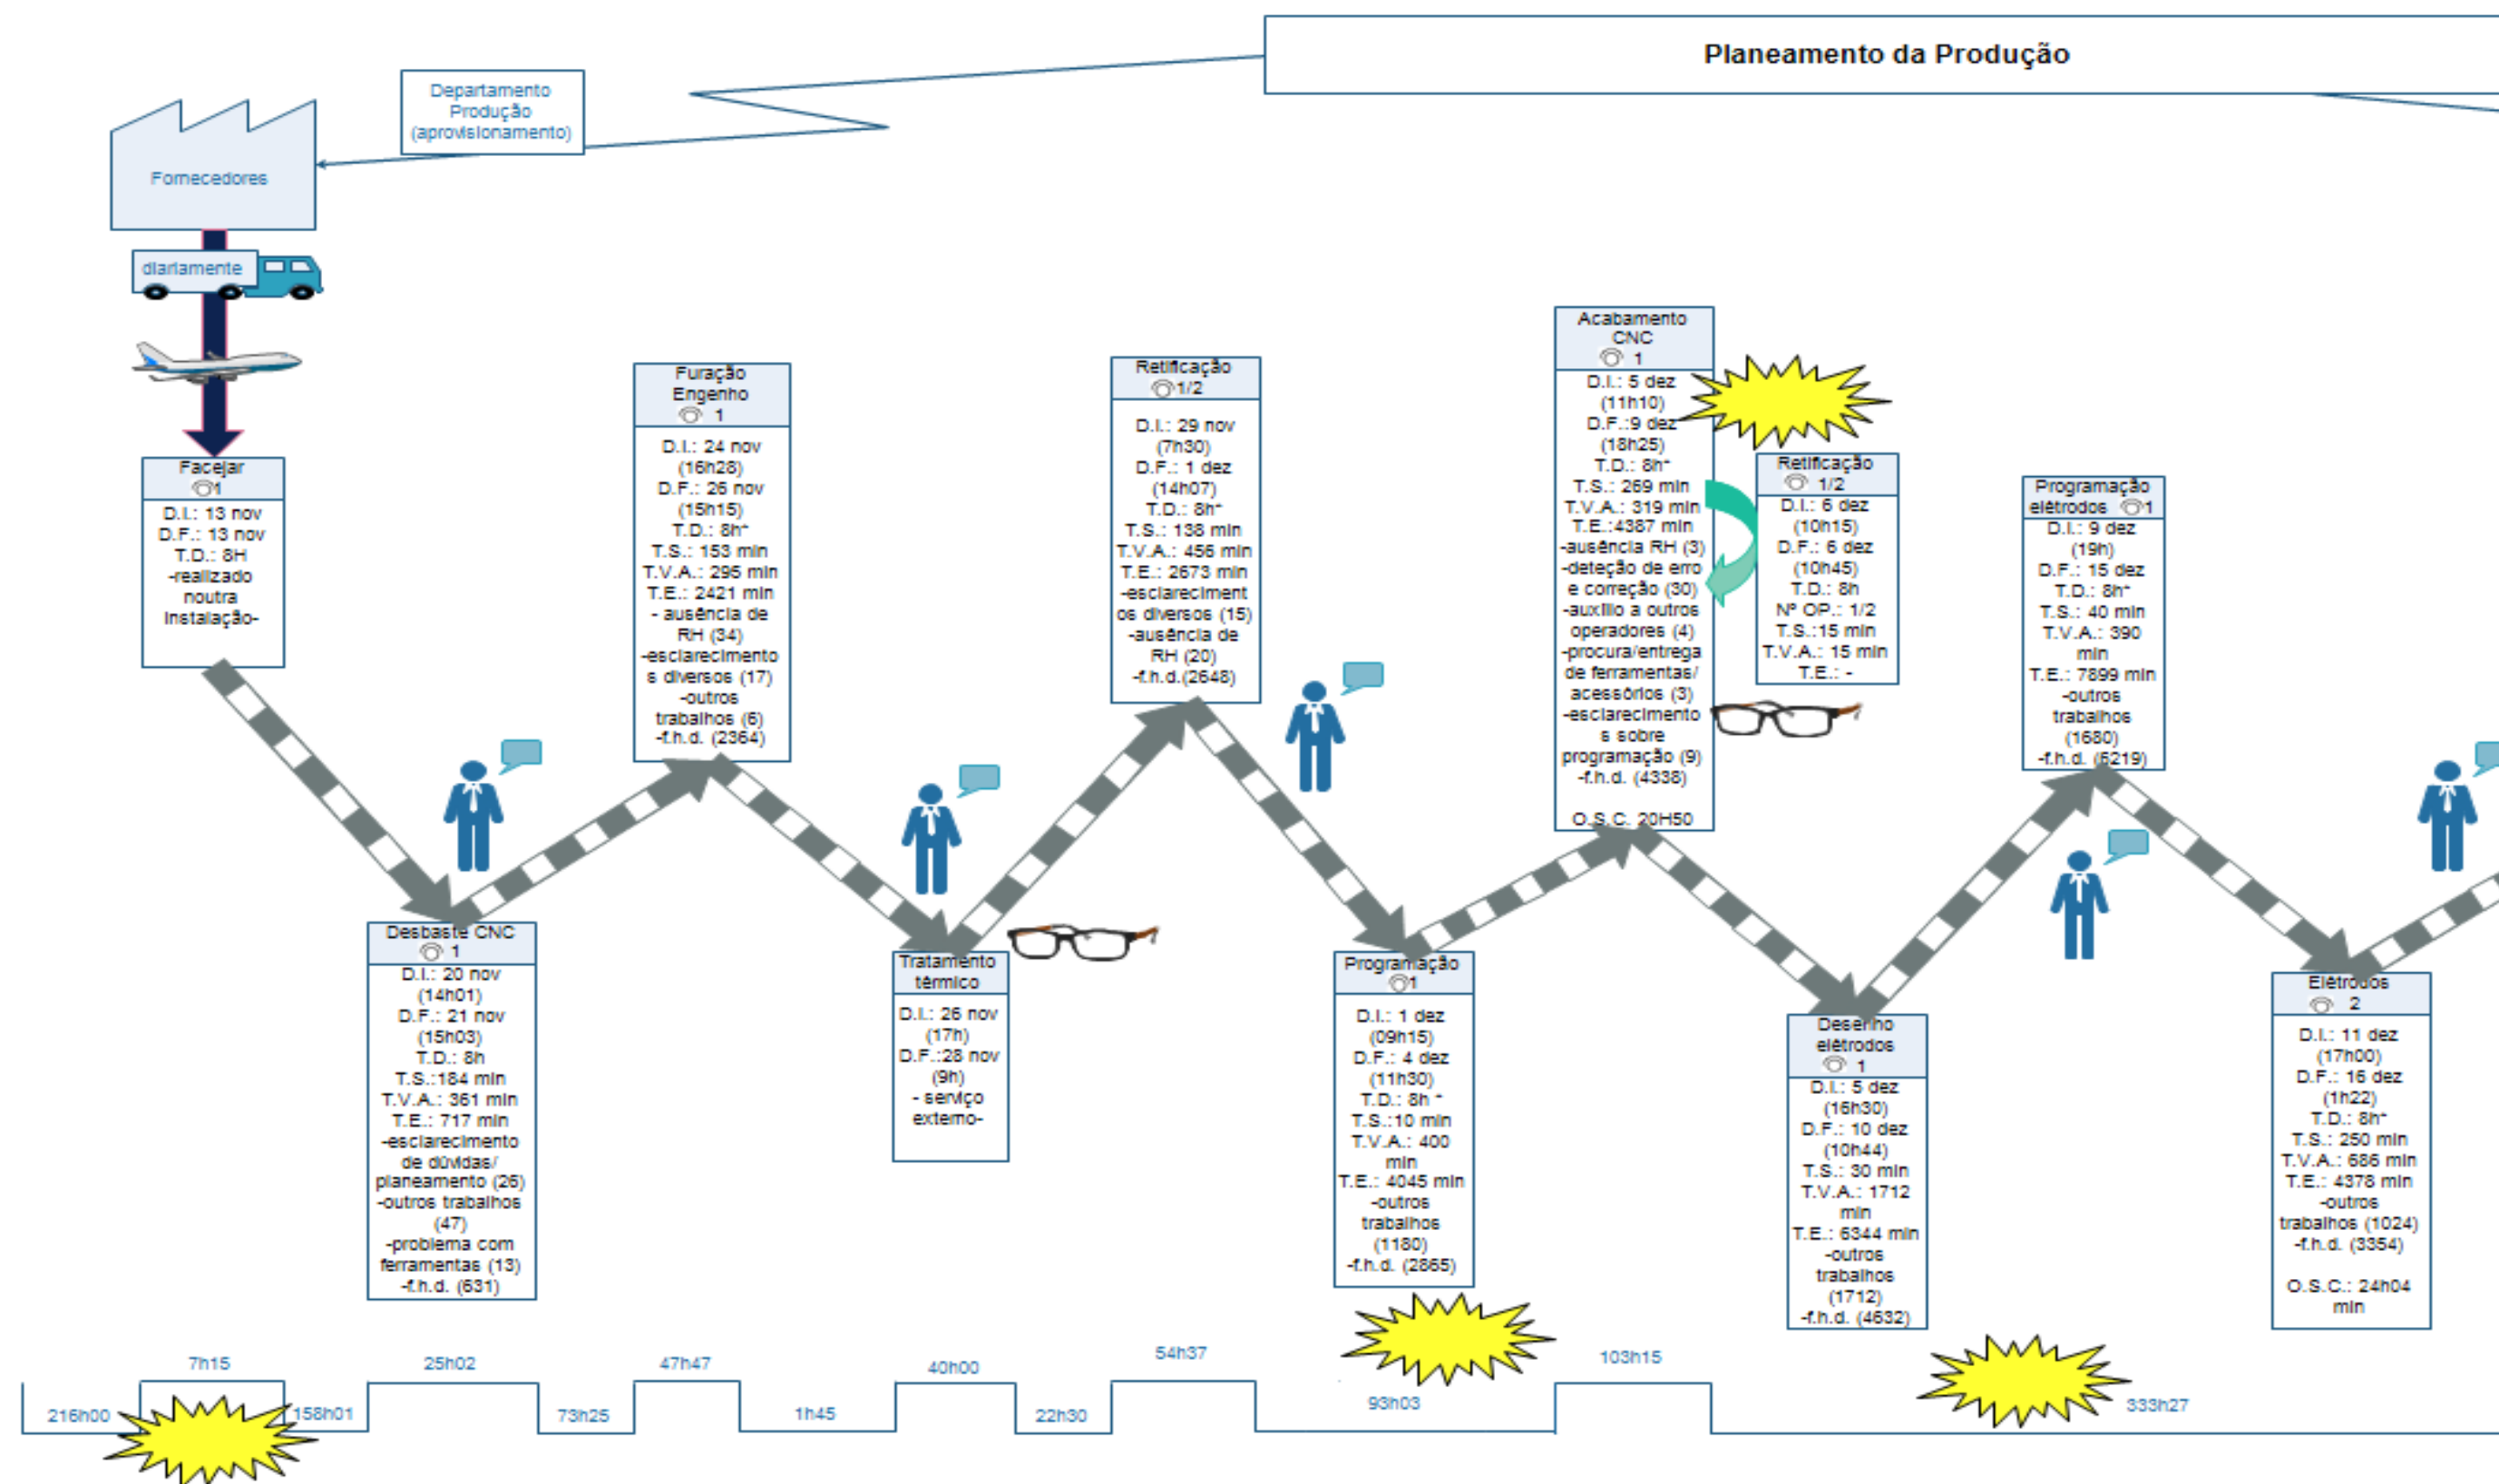 Planeamento da Produção
Departamento
Produção
(aprovisionamento)
Fornecedores
diariamente
Facejar
1
D.I.: 13 nov
D.F.: 13 nov
T.D.: 8H
-realizado
noutra
instalação-
Desbaste CNC
1
D.I.: 20 nov
(14h01)
D.F.: 21 nov
(15h03)
T.D.: 8h
T.S.:184 min
T.V.A.: 361 min
T.E.: 717 min
-esclarecimento
de dúvidas/
planeamento (26)
-outros trabalhos
(47)
-problema com
ferramentas (13)
-f.h.d. (631)
Furação
Engenho
1
D.I.: 24 nov
(16h28)
D.F.: 26 nov
(15h15)
T.D.: 8h*
T.S.: 153 min
T.V.A.: 295 min
T.E.: 2421 min
- ausência de
RH (34)
-esclarecimento
s diversos (17)
-outros
trabalhos (6)
-f.h.d. (2364)
Tratamento
térmico
D.I.: 26 nov
(17h)
D.F.:28 nov
(9h)
- serviço
externo-
Retificação
1/2
D.I.: 29 nov
(7h30)
D.F.: 1 dez
(14h07)
T.D.: 8h*
T.S.: 138 min
T.V.A.: 456 min
T.E.: 2673 min
-esclareciment
os diversos (15)
-ausência de
RH (20)
-f.h.d.(2648)
Programação
1
D.I.: 1 dez
(09h15)
D.F.: 4 dez
(11h30)
T.D.: 8h *
T.S.:10 min
T.V.A.: 400
min
T.E.: 4045 min
-outros
trabalhos
(1180)
-f.h.d. (2865)
Acabamento
CNC
1
D.I.: 5 dez
(11h10)
D.F.:9 dez
(18h25)
T.D.: 8h*
T.S.: 269 min
T.V.A.: 319 min
T.E.:4387 min
-ausência RH (3)
-deteção de erro
e correção (30)
-auxílio a outros
operadores (4)
-procura/entrega
de ferramentas/
acessórios (3)
-esclarecimento
s sobre
programação (9)
-f.h.d. (4338)
O.S.C. 20H50
Retificação
1/2
D.I.: 6 dez
(10h15)
D.F.: 6 dez
(10h45)
T.D.: 8h
Nº OP.: 1/2
T.S.:15 min
T.V.A.: 15 min
T.E.: -
Desenho
elétrodos
1
D.I.: 5 dez
(16h30)
D.F.: 10 dez
(10h44)
T.S.: 30 min
T.V.A.: 1712
min
T.E.: 6344 min
-outros
trabalhos
(1712)
-f.h.d. (4632)
Programação
elétrodos 1
D.I.: 9 dez
(19h)
D.F.: 15 dez
T.D.: 8h*
T.S.: 40 min
T.V.A.: 390
min
T.E.: 7899 min
-outros
trabalhos
(1680)
-f.h.d. (6219)
Elétrodos
2
D.I.: 11 dez
(17h00)
D.F.: 16 dez
(1h22)
T.D.: 8h*
T.S.: 250 min
T.V.A.: 686 min
T.E.: 4378 min
-outros
trabalhos (1024)
-f.h.d. (3354)
O.S.C.: 24h04
min
216h00
7h15
158h01
25h02
73h25
47h47
1h45
40h00
22h30
54h37
93h03
103h15
333h27